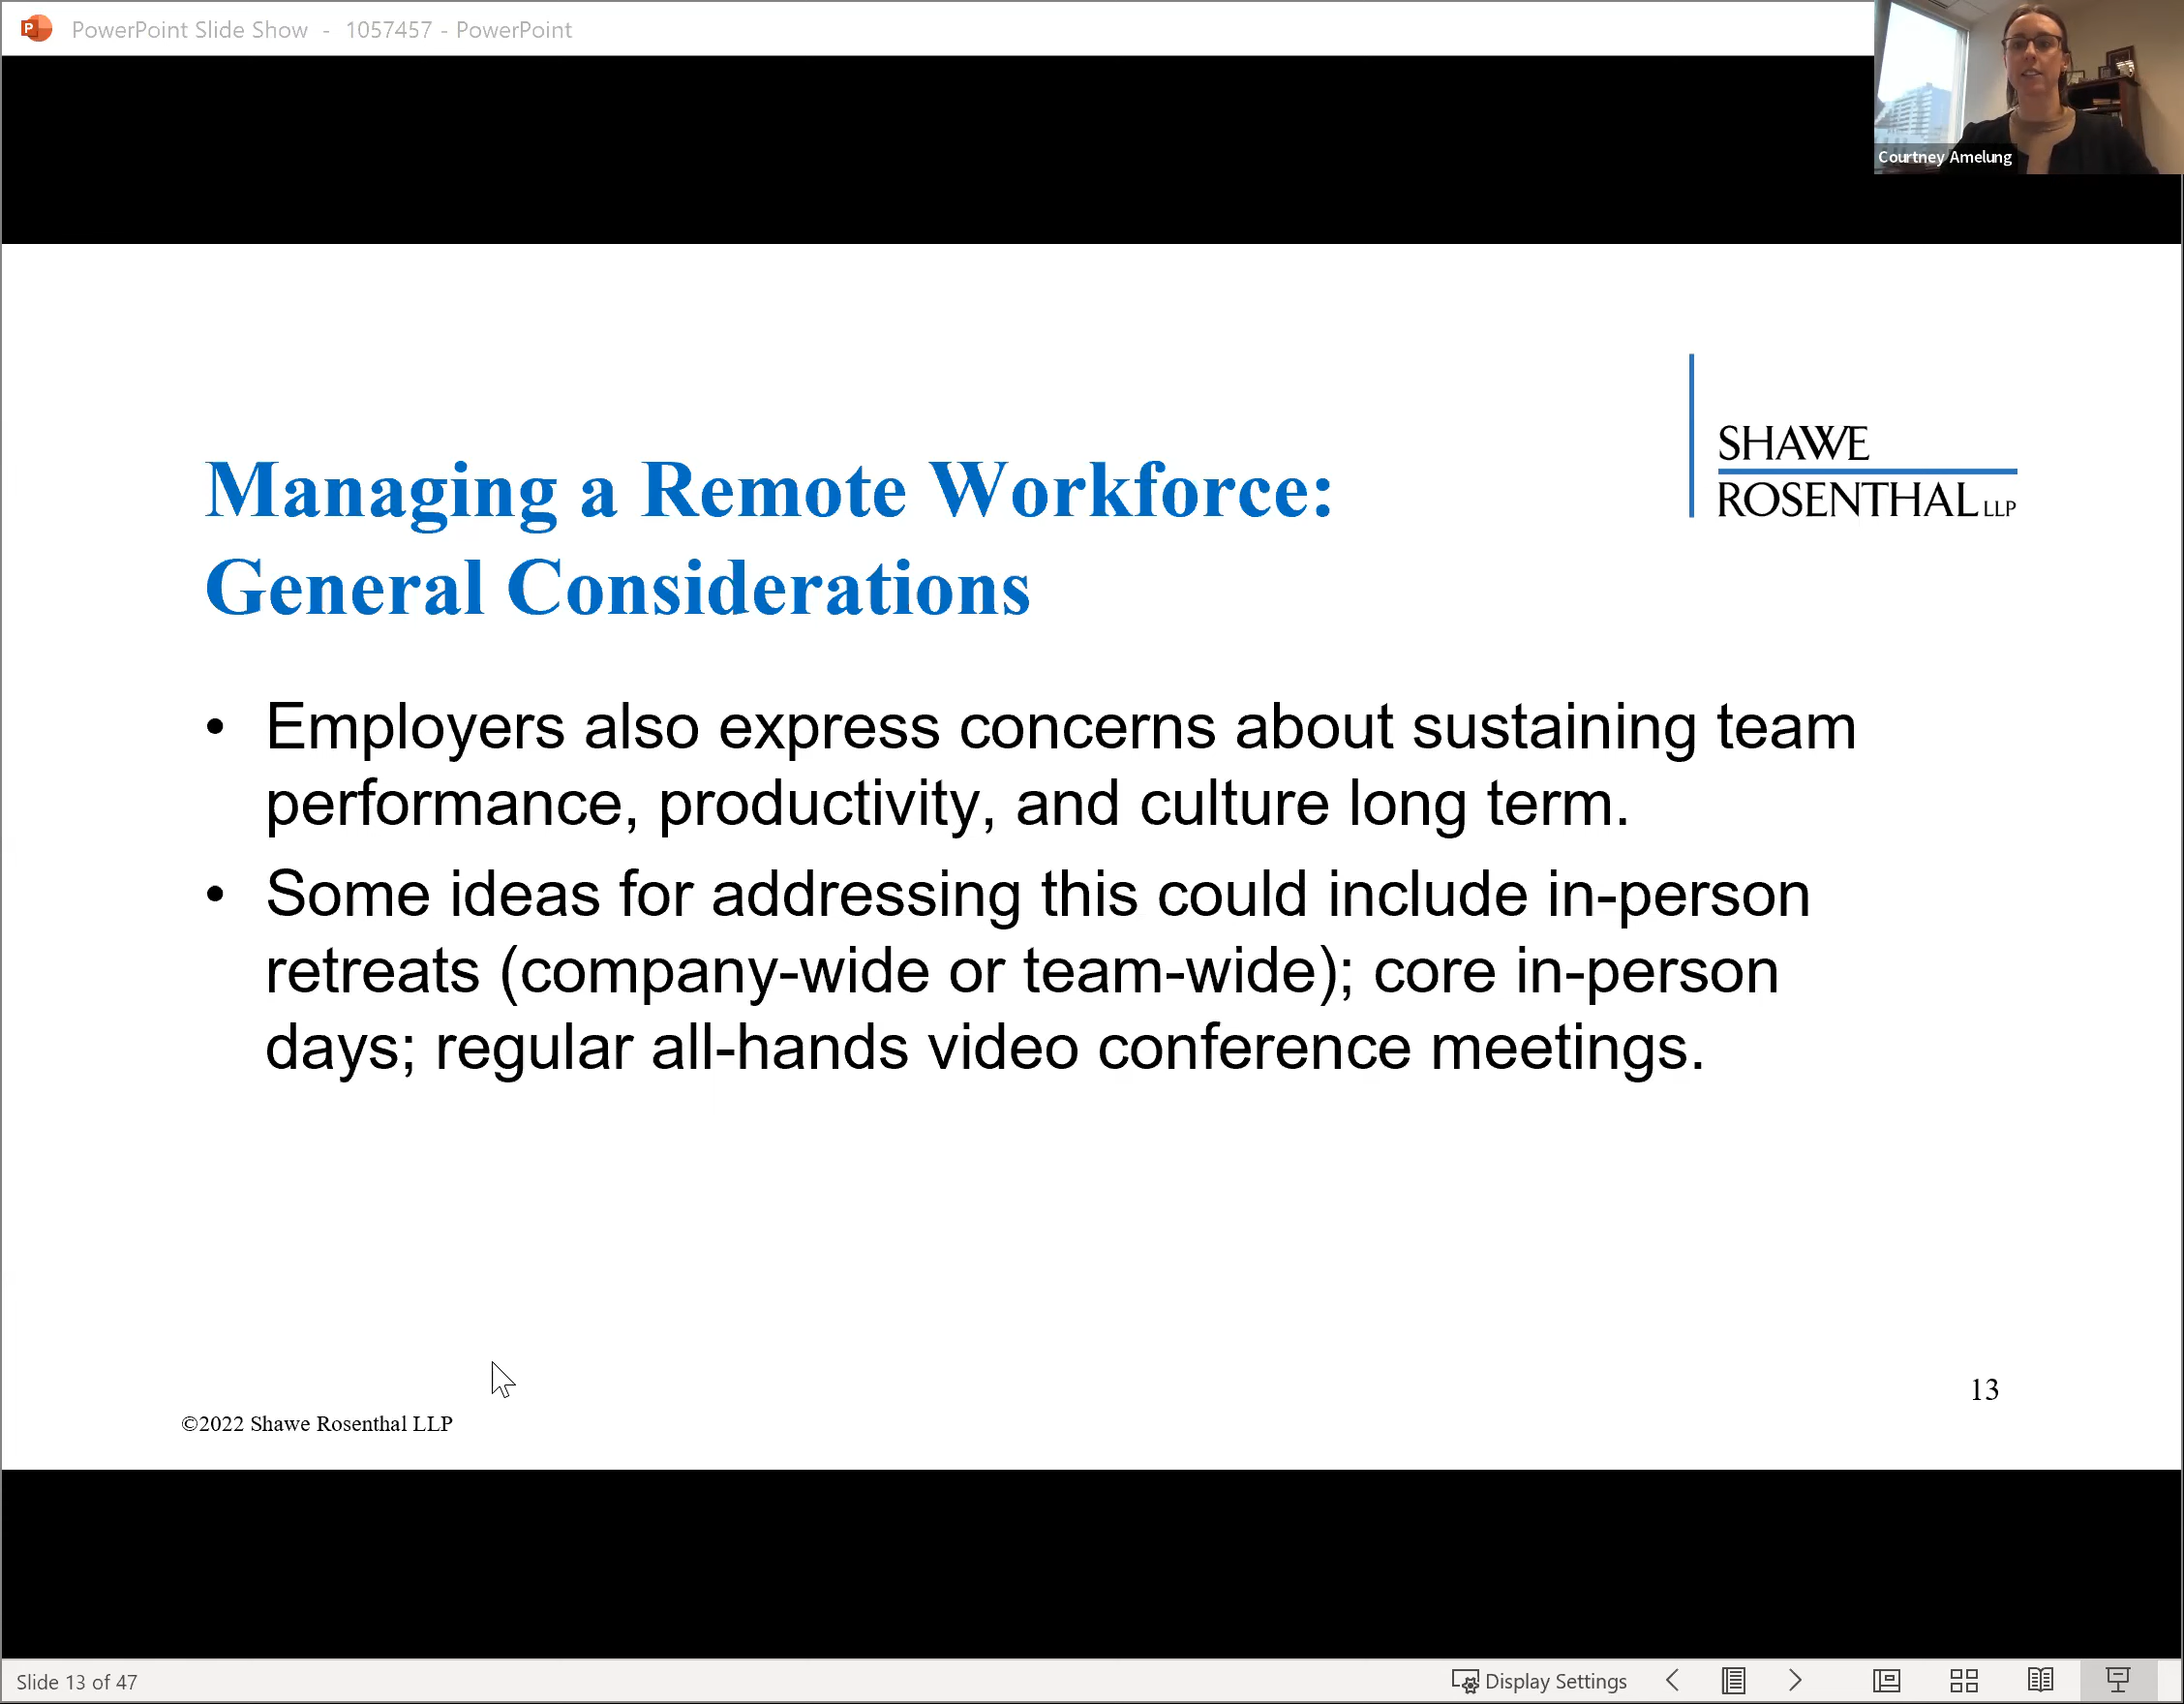 PowerPoint Slide Show - 1057457 - PowerPoint
Courtney Amelung
SHAWE
ROSENTHAL LLP
Managing a Remote Workforce:
General Considerations
• Employers also express concerns about sustaining team
performance, productivity, and culture long term.
• Some ideas for addressing this could include in-person
retreats (company-wide or team-wide); core in-person
days; regular all-hands video conference meetings.
13
©2022 Shawe Rosenthal LLP
Slide 13 of 47
Display Settings